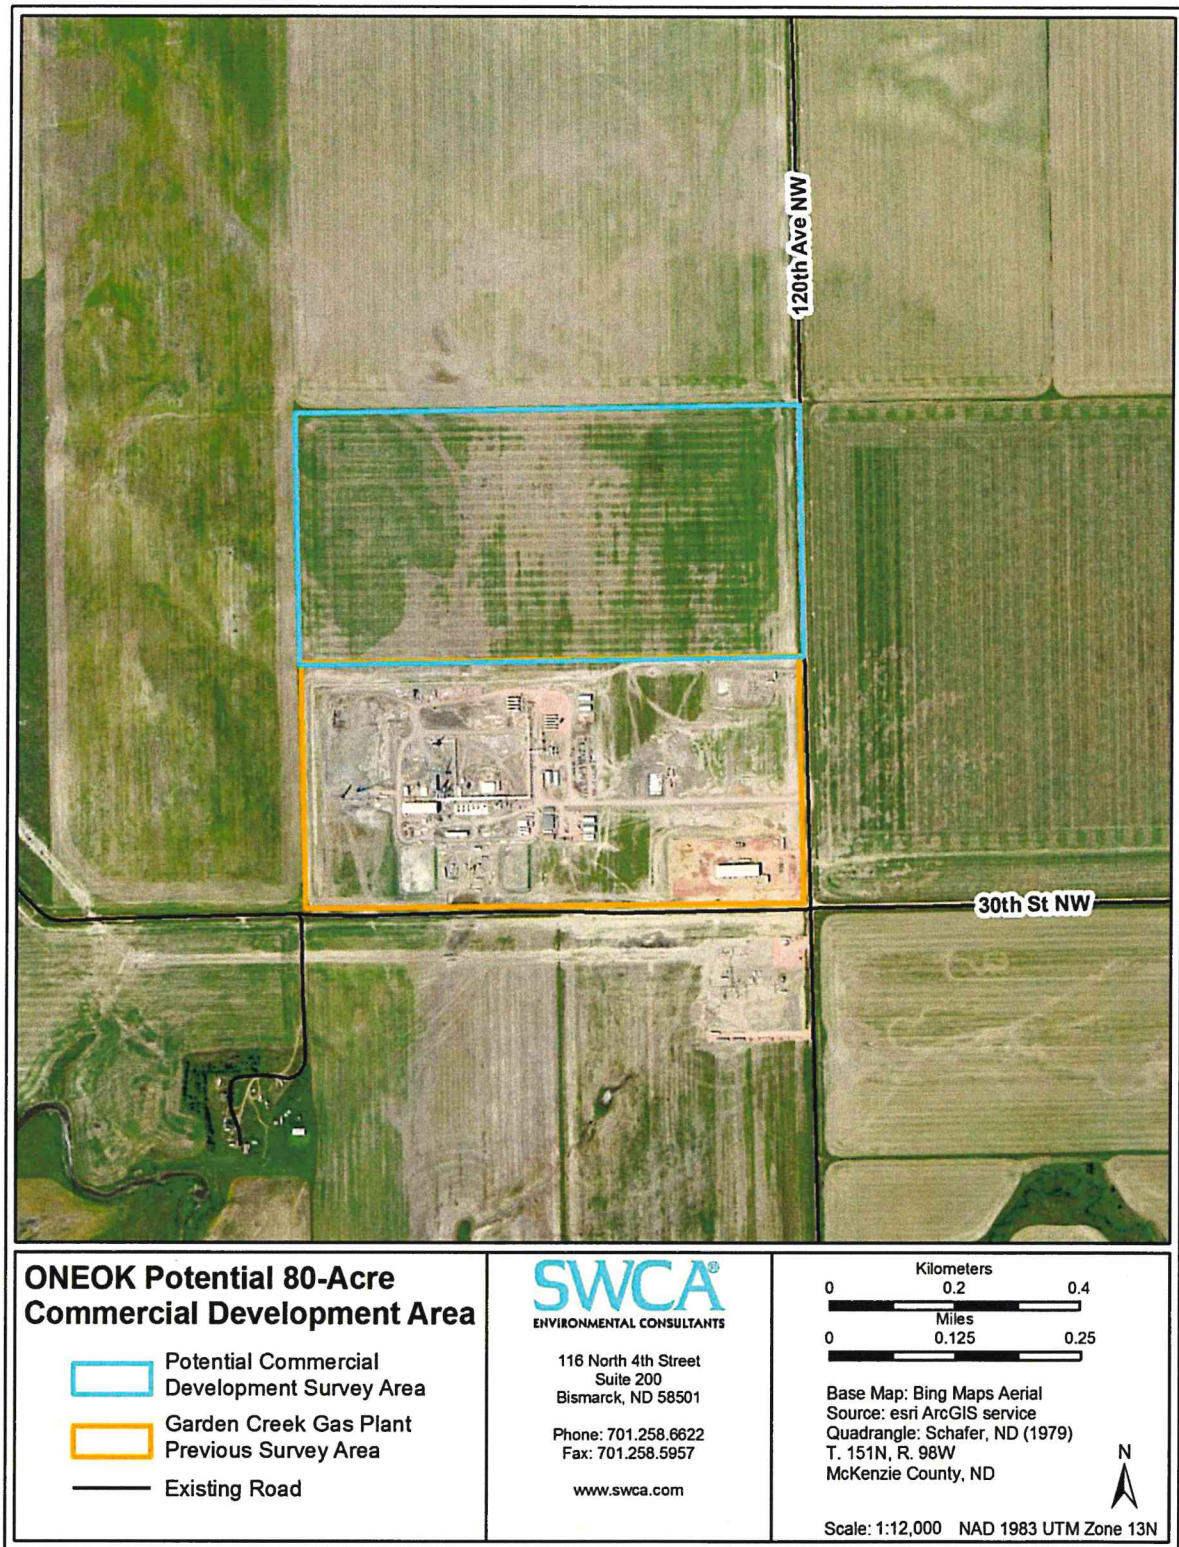 120th Ave NW
30th St NW
ONEOK Potential 80-Acre
Commercial Development Area
Potential Commercial
Development Survey Area
Garden Creek Gas Plant
Previous Survey Area
Existing Road
SWCA®
ENVIRONMENTAL CONSULTANTS
116 North 4th Street
Suite 200
Bismarck, ND 58501
Phone: 701.258.6622
Fax: 701.258.5957
www.swca.com
Kilometers
0 0.2 0.4
Miles
0 0.125 0.25
Base Map: Bing Maps Aerial
Source: esri ArcGIS service
Quadrangle: Schafer, ND (1979)
T. 151N, R. 98W
McKenzie County, ND
N
Scale: 1:12,000 NAD 1983 UTM Zone 13N